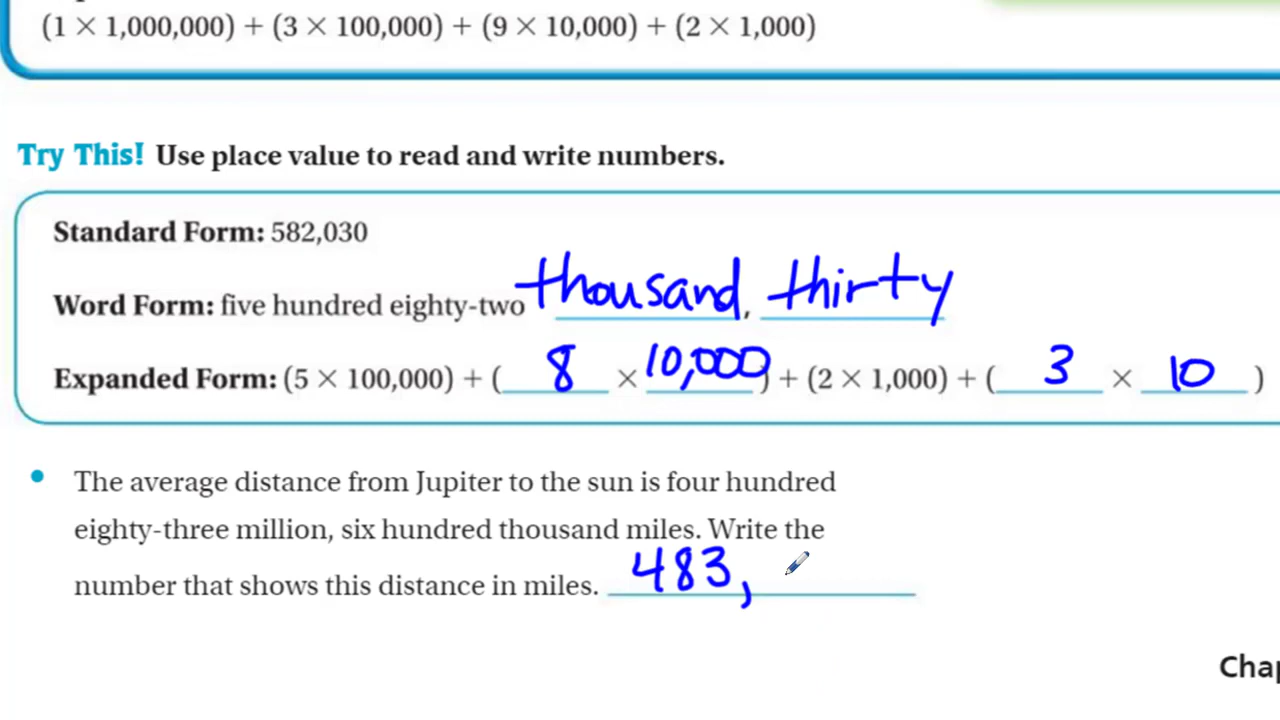 (1 × 1,000,000) + (3 × 100,000) + (9 × 10,000) + (2 × 1,000)
Try This! Use place value to read and write numbers.
Standard Form: 582,030
Word Form: five hundred eighty-two thousand, thirty
Expanded Form: (5 × 100,000) + ( 8 × 10,000) + (2 × 1,000) + ( 3 × 10 )
• The average distance from Jupiter to the sun is four hundred
eighty-three million, six hundred thousand miles. Write the
number that shows this distance in miles. 483,